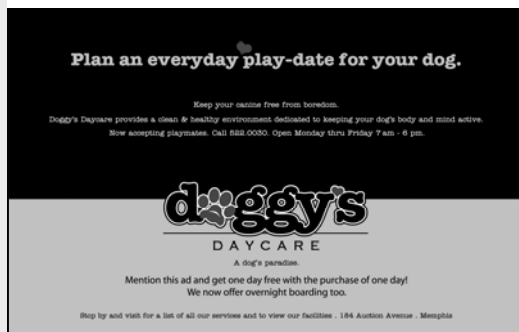 Plan an everyday play-date for your dog.
Keep your canine free from boredom.
Doggy's Daycare provides a clean & healthy environment dedicated to keeping your dog's body and mind active.
Now accepting playmates. Call 522.0030. Open Monday thru Friday 7 am - 6 pm.
doggy's
DAYCARE
A dog's paradise.
Mention this ad and get one day free with the purchase of one day!
We now offer overnight boarding too.
Stop by and visit for a list of all our services and to view our facilities . 184 Auction Avenue . Memphis